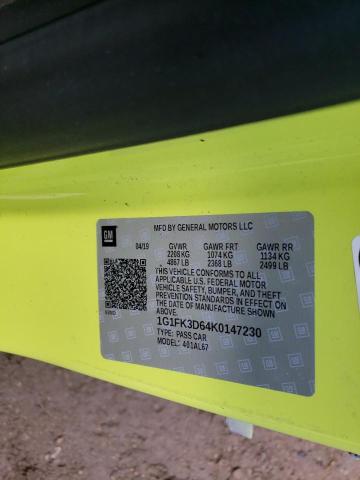 MFD BY GENERAL MOTORS LLC
GM
04/19 GVWR GAWR FRT GAWR RR
2208 KG 1074 KG 1134 KG
4867 LB 2368 LB 2499 LB
THIS VEHICLE CONFORMS TO ALL
APPLICABLE U.S. FEDERAL MOTOR
VEHICLE SAFETY, BUMPER, AND THEFT
PREVENTION STANDARDS IN EFFECT ON
THE DATE OF MANUFACTURE SHOWN ABOVE.
1G1FK3D64K0147230
TYPE: PASS CAR
MODEL: 401AL67